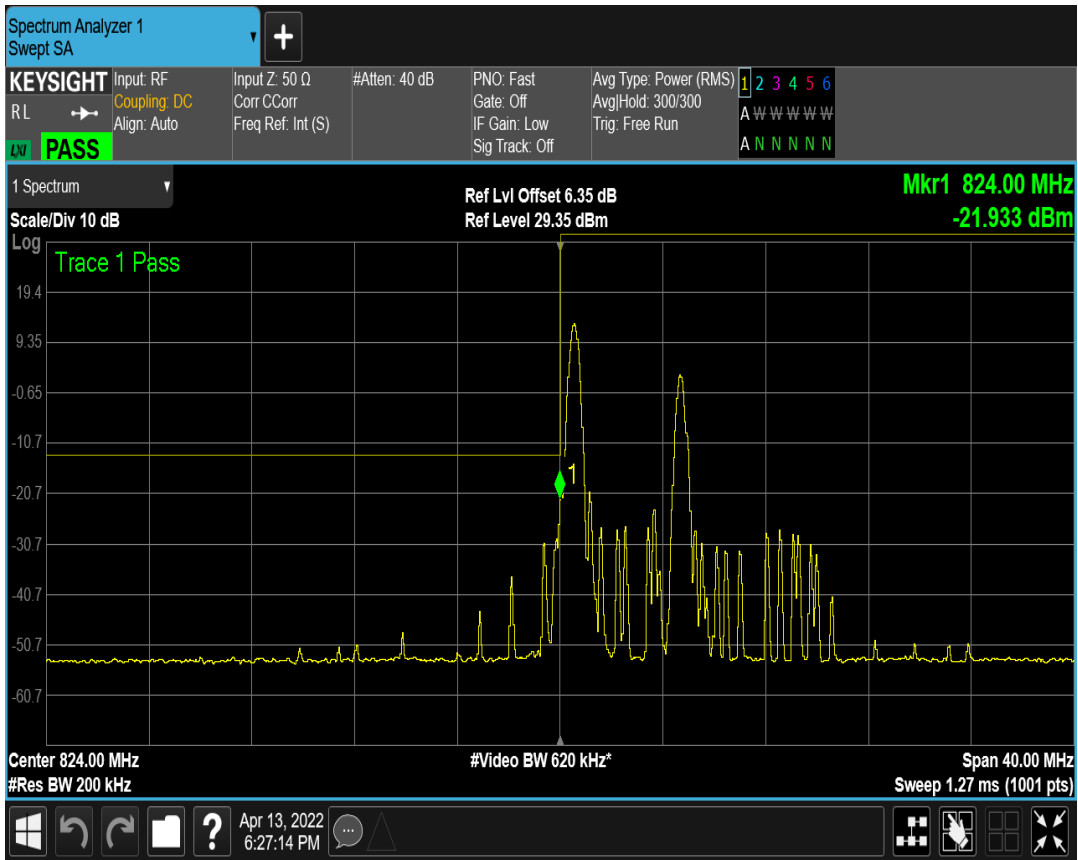 Spectrum Analyzer 1
Swept SA
+
KEYSIGHT
R L
LXI PASS
Input: RF
Coupling: DC
Align: Auto
Input Z: 50 Ω
Corr CCorr
Freq Ref: Int (S)
#Atten: 40 dB
PNO: Fast
Gate: Off
IF Gain: Low
Sig Track: Off
Avg Type: Power (RMS)
Avg|Hold: 300/300
Trig: Free Run
1 2 3 4 5 6
A W W W W W
A N N N N N
1 Spectrum
Scale/Div 10 dB
Ref Lvl Offset 6.35 dB
Ref Level 29.35 dBm
Mkr1 824.00 MHz
-21.933 dBm
Log
Trace 1 Pass
19.4
9.35
-0.65
-10.7
1
-20.7
-30.7
-40.7
-50.7
-60.7
Center 824.00 MHz
#Video BW 620 kHz*
Span 40.00 MHz
#Res BW 200 kHz
Sweep 1.27 ms (1001 pts)
?
Apr 13, 2022
6:27:14 PM